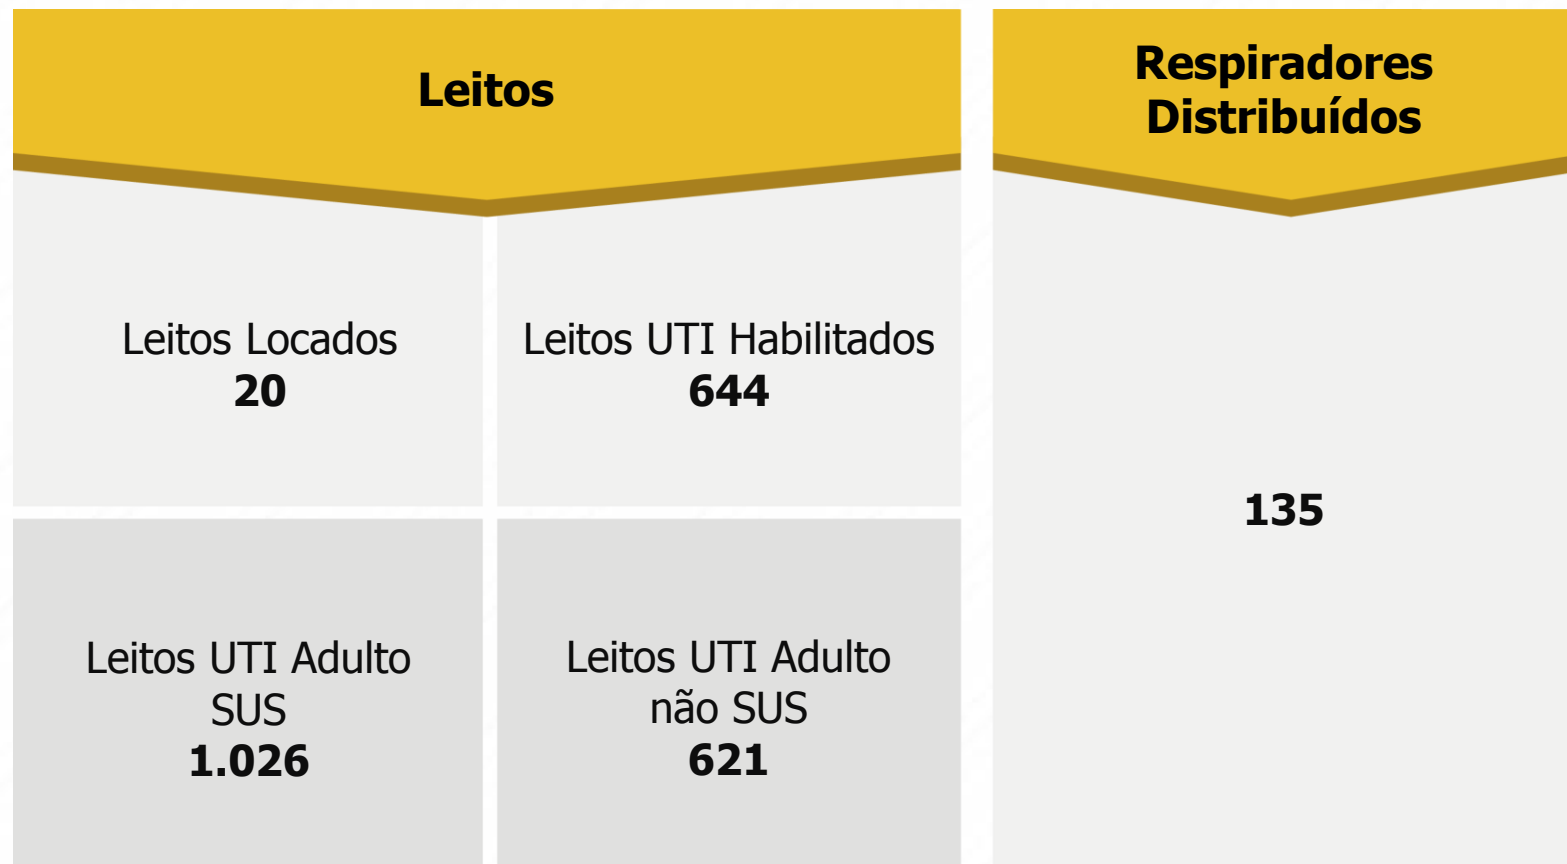 Leitos
Leitos Locados
20
Leitos UTI Habilitados
644
Leitos UTI Adulto
SUS
1.026
Leitos UTI Adulto
não SUS
621
Respiradores
Distribuídos
135